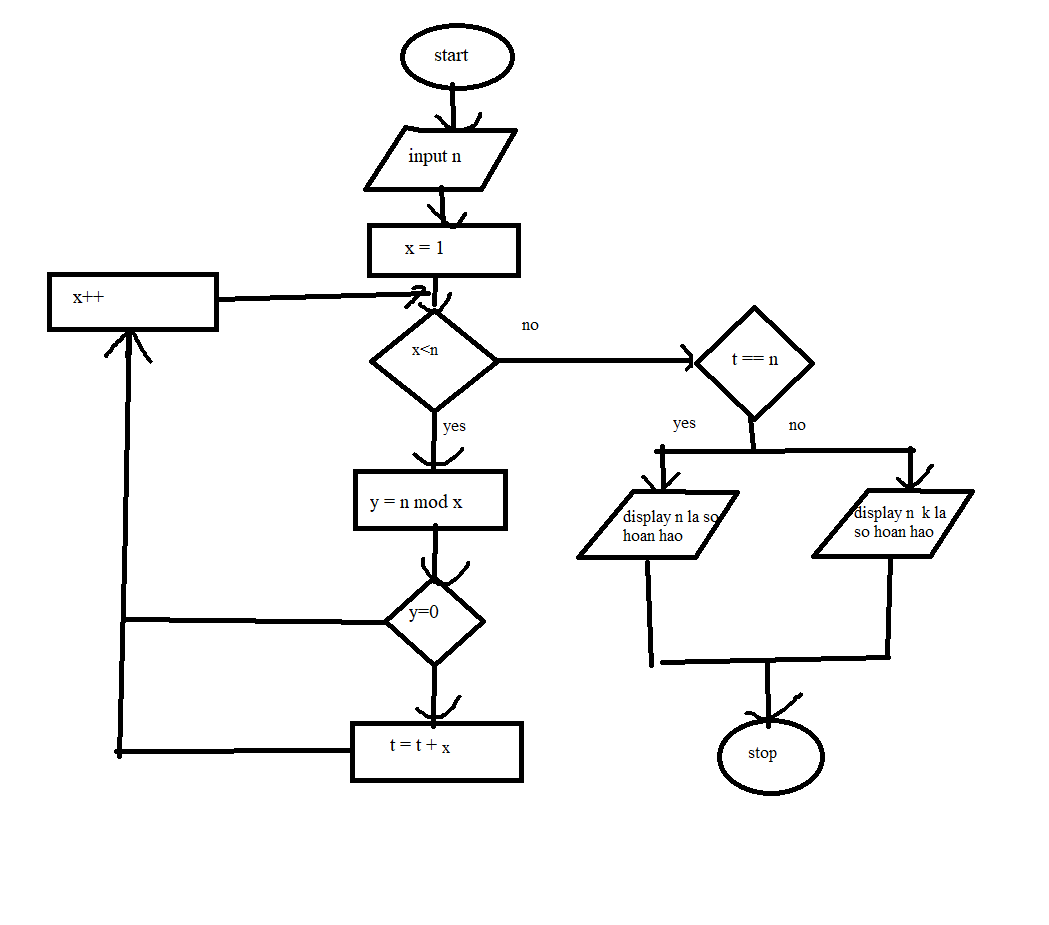 start
input n
x = 1
x++
no
x<n
t == n
yes
no
yes
y = n mod x
display n la so
hoan hao
display n k la
so hoan hao
y=0
t = t + x
stop